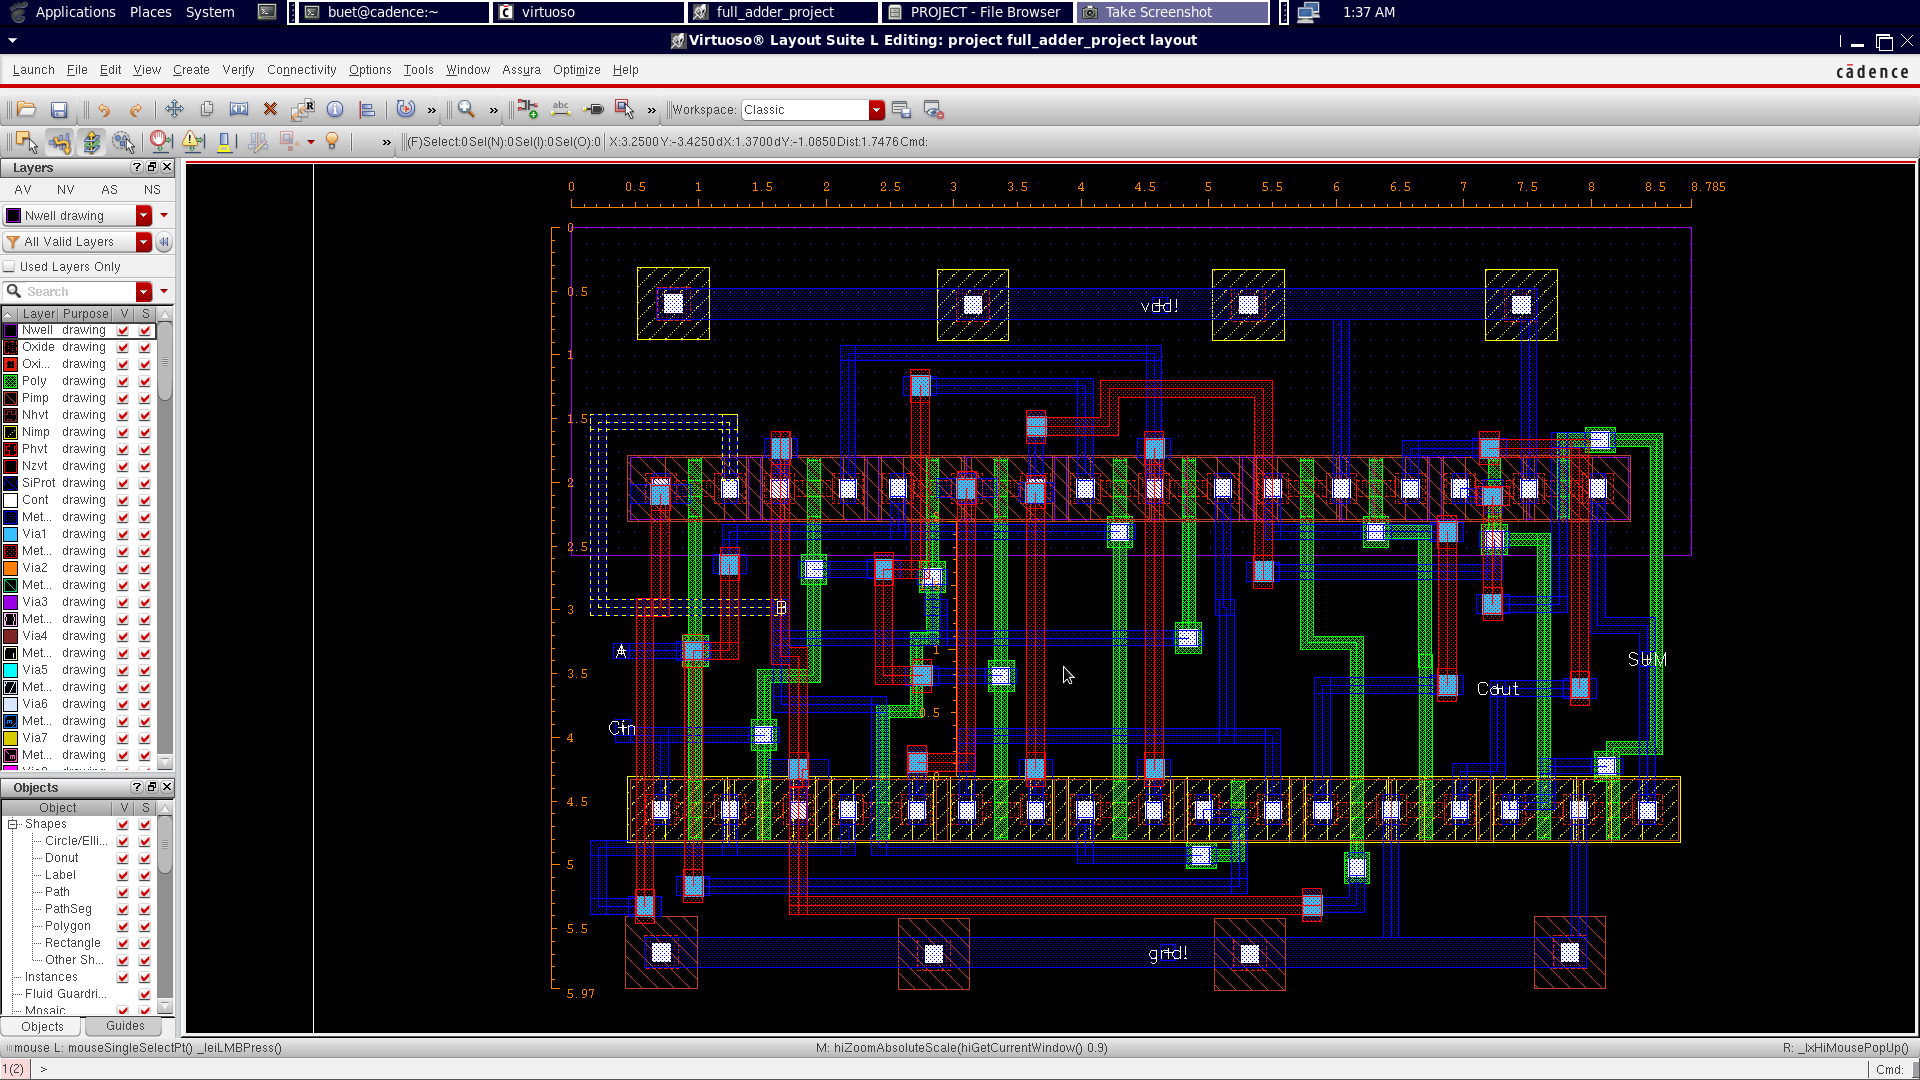 Applications Places System buet@cadence:~ virtuoso full_adder_project PROJECT - File Browser Take Screenshot 1:37 AM
Virtuoso® Layout Suite L Editing: project full_adder_project layout
Launch File Edit View Create Verify Connectivity Options Tools Window Assura Optimize Help
cādence
abc R » » » Workspace: Classic
» (F)Select:0 Sel(N):0 Sel(I):0 Sel(O):0 X:3.2500 Y:-3.4250 dX:1.3700 dY:-1.0850 Dist:1.7476 Cmd:
Layers
AV NV AS NS
Nwell drawing
All Valid Layers
Used Layers Only
Search
Layer Purpose V S
Nwell drawing
Oxide drawing
Oxi... drawing
Poly drawing
Pimp drawing
Nhvt drawing
Nimp drawing
Phvt drawing
Nzvt drawing
SiProt drawing
Cont drawing
Met... drawing
Via1 drawing
Met... drawing
Via2 drawing
Met... drawing
Via3 drawing
Met... drawing
Via4 drawing
Met... drawing
Via5 drawing
Met... drawing
Via6 drawing
Met... drawing
Via7 drawing
Met... drawing
Objects
Object V S
Shapes
Circle/Elli...
Donut
Label
Path
PathSeg
Polygon
Rectangle
Other Sh...
Instances
Fluid Guardri...
Mosaic
Objects Guides
0 0.5 1 1.5 2 2.5 3 3.5 4 4.5 5 5.5 6 6.5 7 7.5 8 8.5 8.785
0
0.5
vdd!
1
1.5
2
2.5
3
A
1
SUM
3.5
Cout
0.5
Cin
4
0
4.5
5
5.5
gnd!
5.97
mouse L: mouseSingleSelectPt() _leiLMBPress() M: hiZoomAbsoluteScale(hiGetCurrentWindow() 0.9) R: _lxHiMousePopUp()
1(2) > Cmd: